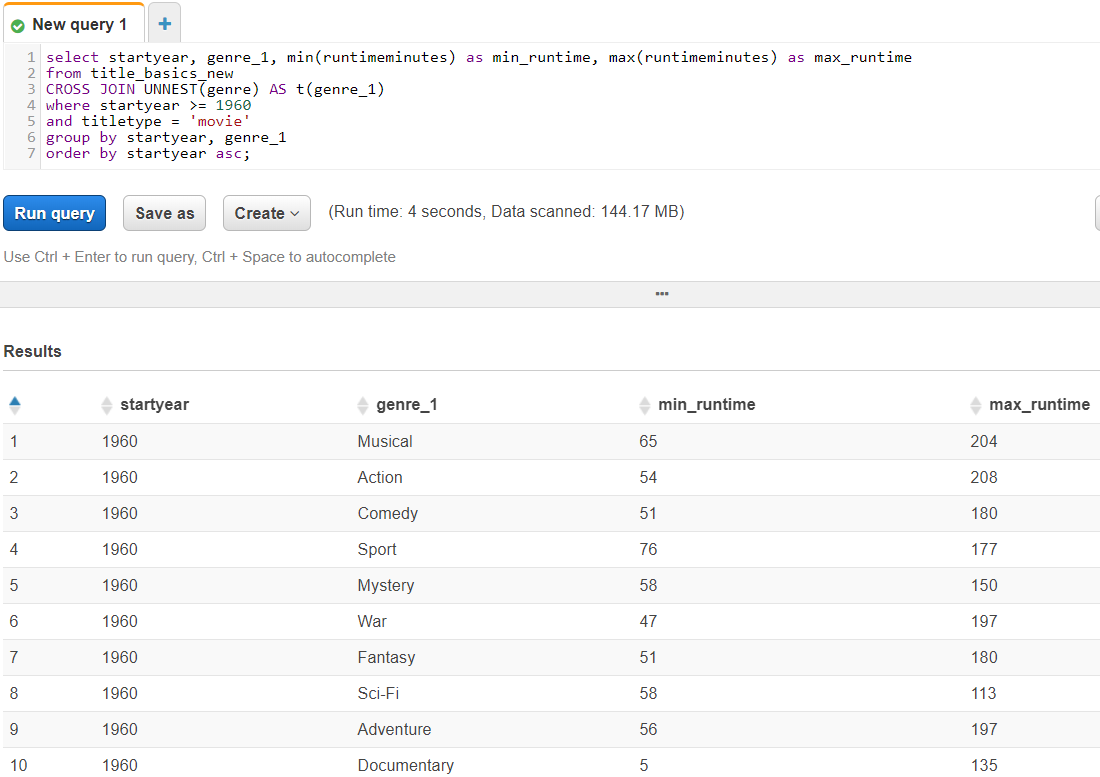 New query 1 +
1 select startyear, genre_1, min(runtimeminutes) as min_runtime, max(runtimeminutes) as max_runtime
2 from title_basics_new
3 CROSS JOIN UNNEST(genre) AS t(genre_1)
4 where startyear >= 1960
5 and titletype = 'movie'
6 group by startyear, genre_1
7 order by startyear asc;
Run query Save as Create (Run time: 4 seconds, Data scanned: 144.17 MB)
Use Ctrl + Enter to run query, Ctrl + Space to autocomplete
Results
startyear genre_1 min_runtime max_runtime
1 1960 Musical 65 204
2 1960 Action 54 208
3 1960 Comedy 51 180
4 1960 Sport 76 177
5 1960 Mystery 58 150
6 1960 War 47 197
7 1960 Fantasy 51 180
8 1960 Sci-Fi 58 113
9 1960 Adventure 56 197
10 1960 Documentary 5 135